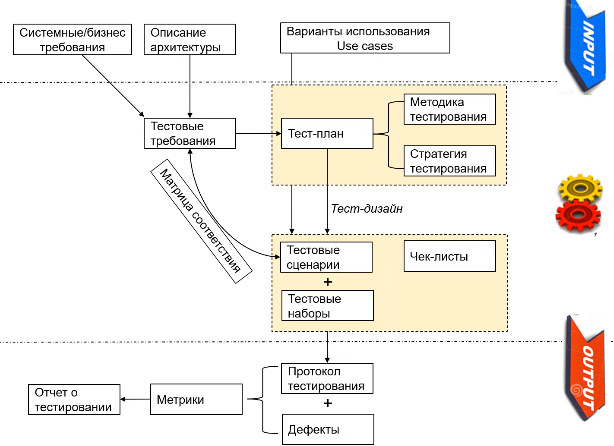 Системные/бизнес
требования
Описание
архитектуры
Варианты использования
Use cases
INPUT
Тестовые
требования
Тест-план
Методика
тестирования
Стратегия
тестирования
Матрица соответствия
Тест-дизайн
Тестовые
сценарии
+
Тестовые
наборы
Чек-листы
OUTPUT
Протокол
тестирования
+
Дефекты
Метрики
Отчет о
тестировании